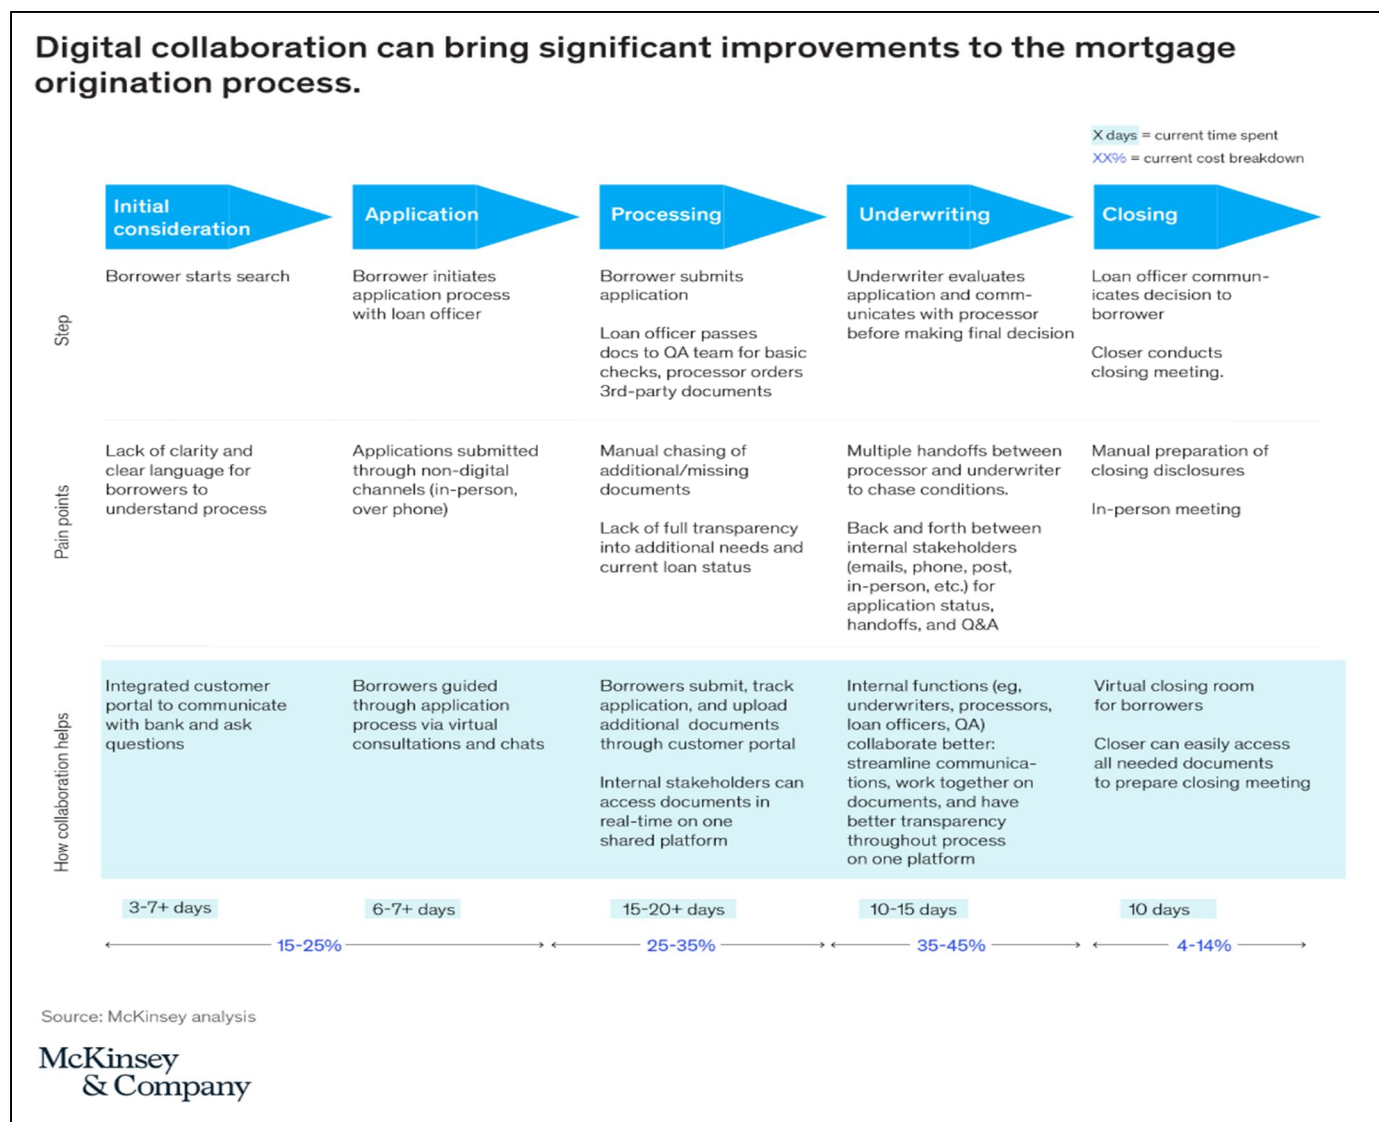 Digital collaboration can bring significant improvements to the mortgage
origination process.
X days = current time spent
XX% = current cost breakdown
Initial
consideration
Application
Processing
Underwriting
Closing
Step
Borrower starts search
Borrower initiates
application process
with loan officer
Borrower submits
application
Loan officer passes
docs to QA team for basic
checks, processor orders
3rd-party documents
Underwriter evaluates
application and comm-
unicates with processor
before making final decision
Loan officer commun-
icates decision to
borrower
Closer conducts
closing meeting.
Pain points
Lack of clarity and
clear language for
borrowers to
understand process
Applications submitted
through non-digital
channels (in-person,
over phone)
Manual chasing of
additional/missing
documents
Lack of full transparency
into additional needs and
current loan status
Multiple handoffs between
processor and underwriter
to chase conditions.
Back and forth between
internal stakeholders
(emails, phone, post,
in-person, etc.) for
application status,
handoffs, and Q&A
Manual preparation of
closing disclosures
In-person meeting
How collaboration helps
Integrated customer
portal to communicate
with bank and ask
questions
Borrowers guided
through application
process via virtual
consultations and chats
Borrowers submit, track
application, and upload
additional documents
through customer portal
Internal stakeholders can
access documents in
real-time on one
shared platform
Internal functions (eg,
underwriters, processors,
loan officers, QA)
collaborate better:
streamline communica-
tions, work together on
documents, and have
better transparency
throughout process
on one platform
Virtual closing room
for borrowers
Closer can easily access
all needed documents
to prepare closing meeting
3-7+ days
6-7+ days
15-20+ days
10-15 days
10 days
15-25%
25-35%
35-45%
4-14%
Source: McKinsey analysis
McKinsey
& Company